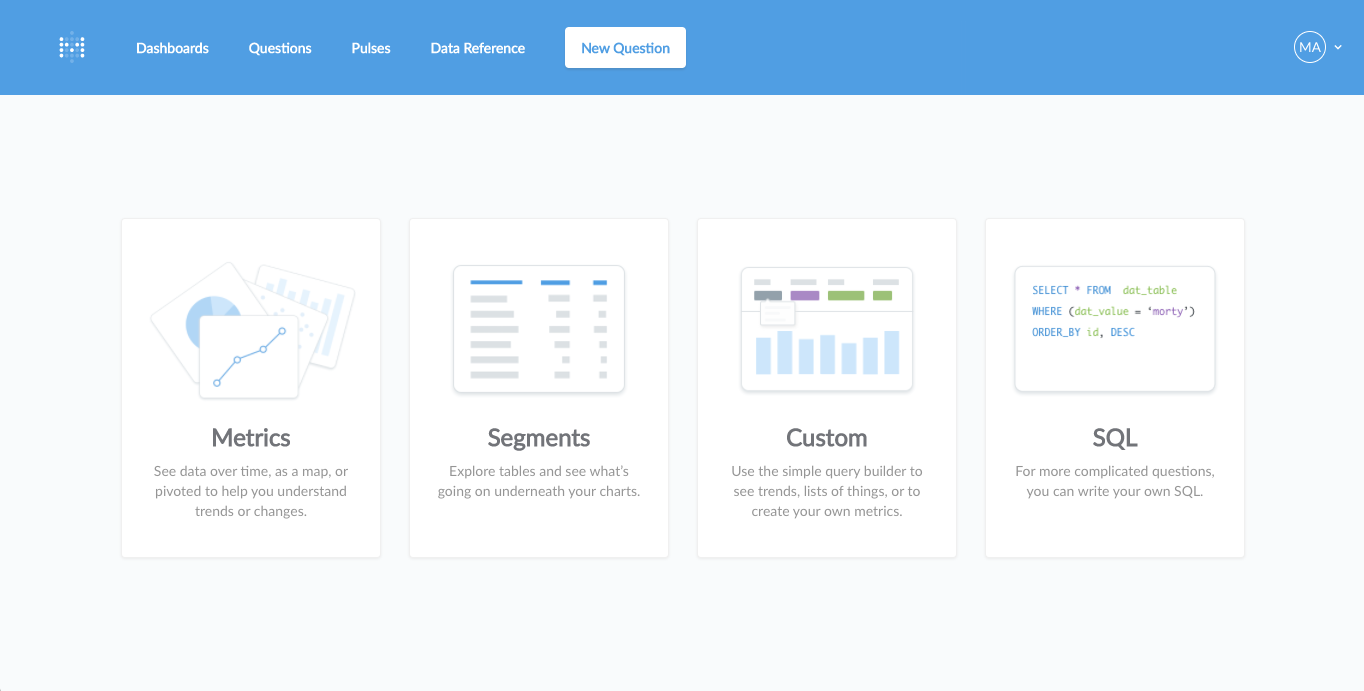 Dashboards Questions Pulses Data Reference New Question MA
SELECT * FROM dat_table
WHERE (dat_value = ‘morty’)
ORDER_BY id, DESC
Metrics
See data over time, as a map, or
pivoted to help you understand
trends or changes.
Segments
Explore tables and see what’s
going on underneath your charts.
Custom
Use the simple query builder to
see trends, lists of things, or to
create your own metrics.
SQL
For more complicated questions,
you can write your own SQL.